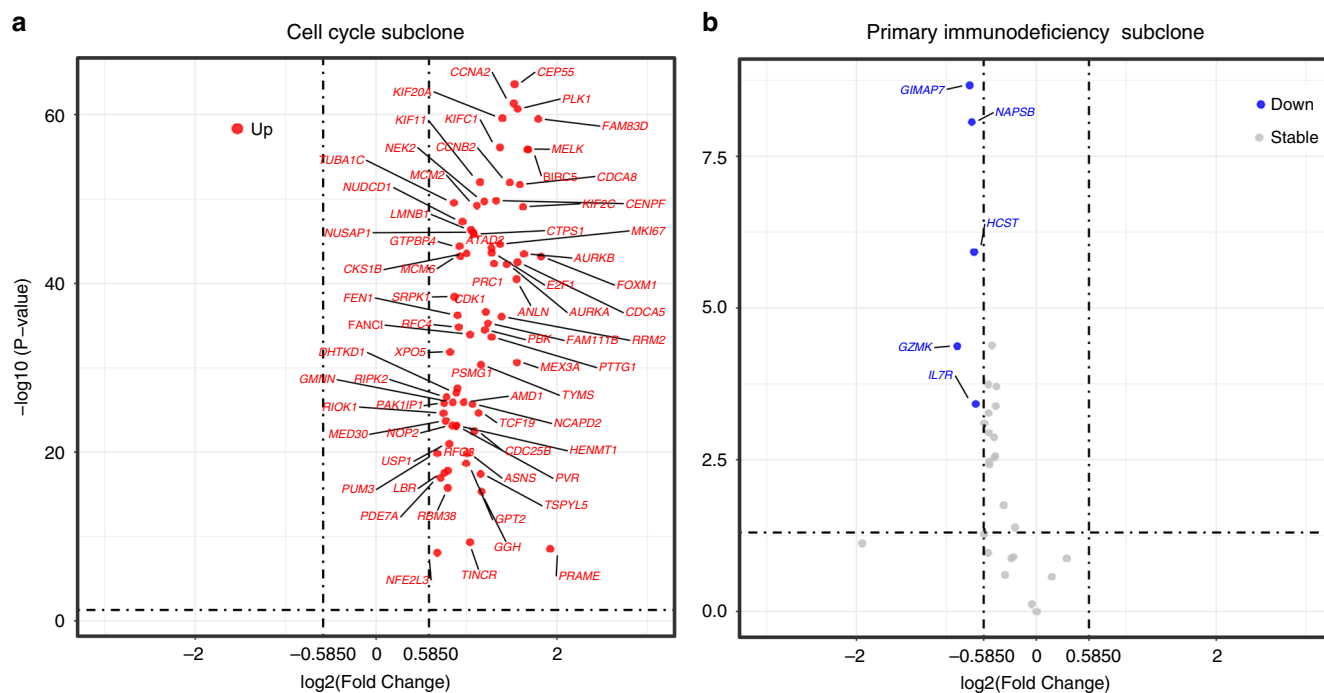 a
Cell cycle subclone
−log10 (P−value)
60
40
20
0
Up
CCNA2
CEP55
KIF20A
PLK1
KIF11
KIFC1
FAM83D
NEK2
CCNB2
MELK
TUBA1C
MCM2
BIRC5
CDCA8
NUDCD1
KIF2C
CENPF
LMNB1
NUSAP1
CTPS1
MKI67
GTPBP4
ATAD2
AURKB
CKS1B
MCM6
PRC1
E2F1
FOXM1
FEN1
SRPK1
CDK1
ANLN
AURKA
CDCA5
FANCI
RFC4
PBK
FAM111B
RRM2
DHTKD1
XPO5
MEX3A
PTTG1
GMNN
RIPK2
PSMG1
TYMS
RIOK1
PAK1IP1
AMD1
TCF19
NCAPD2
MED30
NOP2
CDC25B
HENMT1
USP1
RFC3
PUM3
LBR
ASNS
PVR
PDE7A
RBM38
TSPYL5
GPT2
GGH
NFE2L3
TINCR
PRAME
−2
−0.5850
0
0.5850
2
log2(Fold Change)
b
Primary immunodeficiency subclone
7.5
5.0
2.5
0.0
GIMAP7
NAPSB
HCST
GZMK
IL7R
Down
Stable
−2
−0.5850
0
0.5850
2
log2(Fold Change)